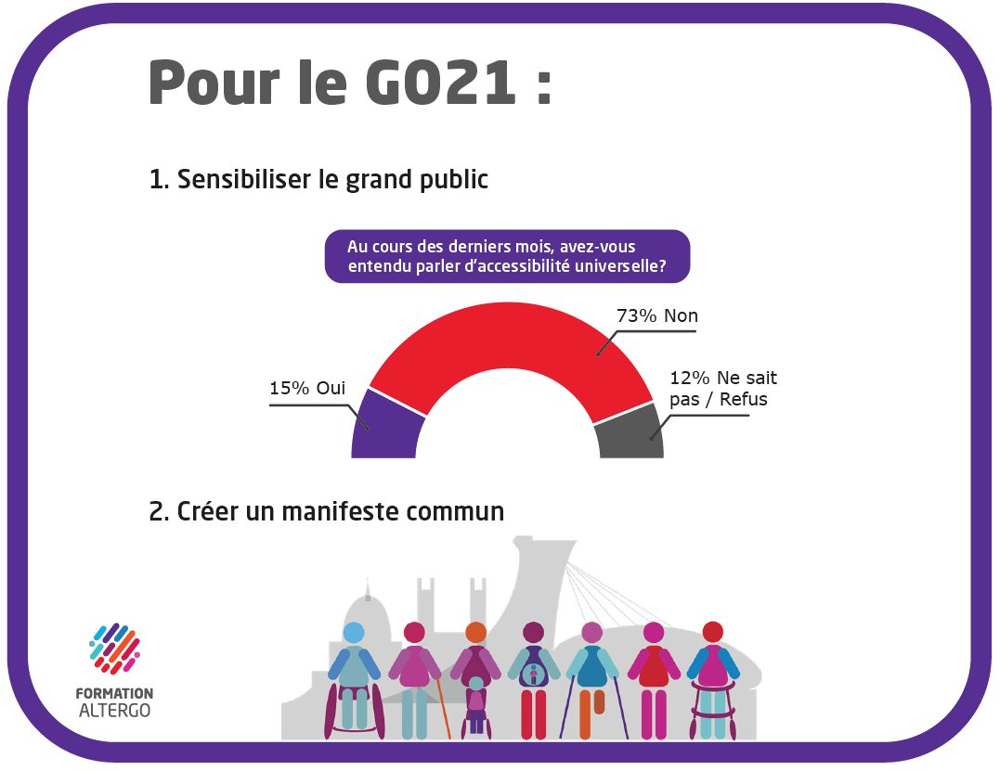 Pour le GO21 :
1. Sensibiliser le grand public
Au cours des derniers mois, avez-vous
entendu parler d'accessibilité universelle?
73% Non
15% Oui
12% Ne sait
pas / Refus
2. Créer un manifeste commun
FORMATION
ALTERGO